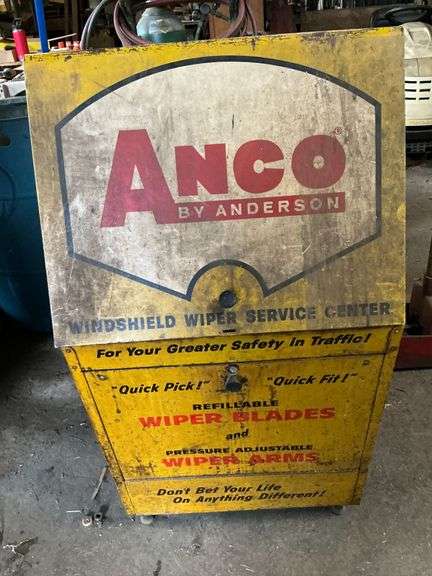 ANCO®
BY ANDERSON
WINDSHIELD WIPER SERVICE CENTER
For Your Greater Safety in Traffic!
"Quick Pick!" "Quick Fit!"
REFILLABLE
WIPER BLADES
and
PRESSURE ADJUSTABLE
WIPER ARMS
Don't Bet Your Life
On Anything Different!